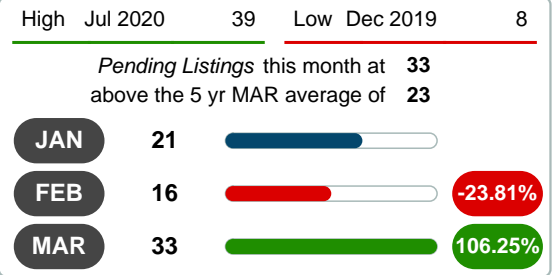 High Jul 2020 39 Low Dec 2019 8
Pending Listings this month at 33
above the 5 yr MAR average of 23
JAN 21
FEB 16 -23.81%
MAR 33 106.25%